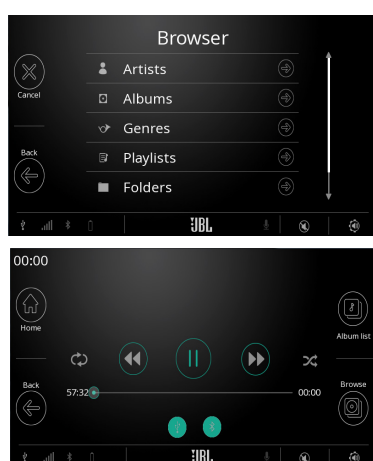 Browser
Artists
Cancel
Albums
Genres
Back
Playlists
Folders
JBL
00:00
Home
Album list
Back
57:32
00:00
Browse
JBL